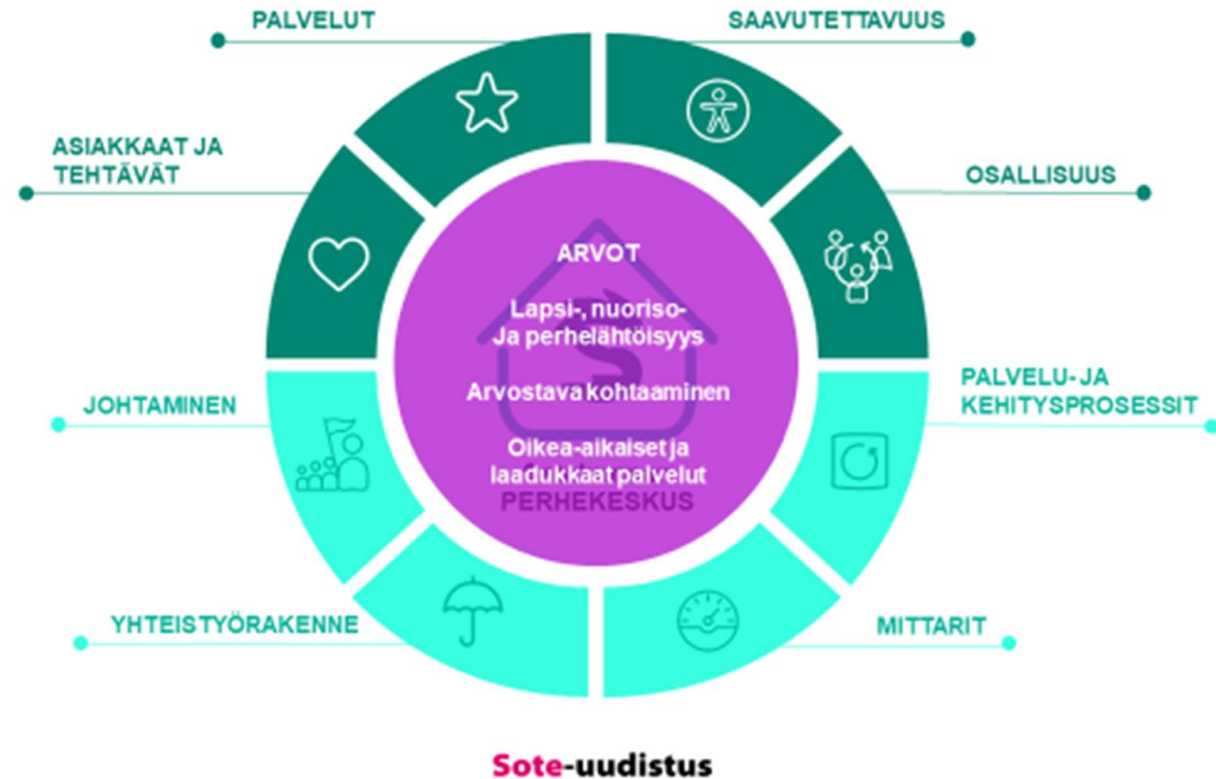 PALVELUT
SAAVUTETTAVUUS
ASIAKKAAT JA
TEHTÄVÄT
OSALLISUUS
ARVOT
Lapsi-, nuoriso-
Ja perhelähtöisyys
Arvostava kohtaaminen
Oikea-aikaiset ja
laadukkaat palvelut
PERHEKESKUS
JOHTAMINEN
PALVELU- JA
KEHITYSPROSESSIT
YHTEISTYÖRAKENNE
MITTARIT
Sote-uudistus